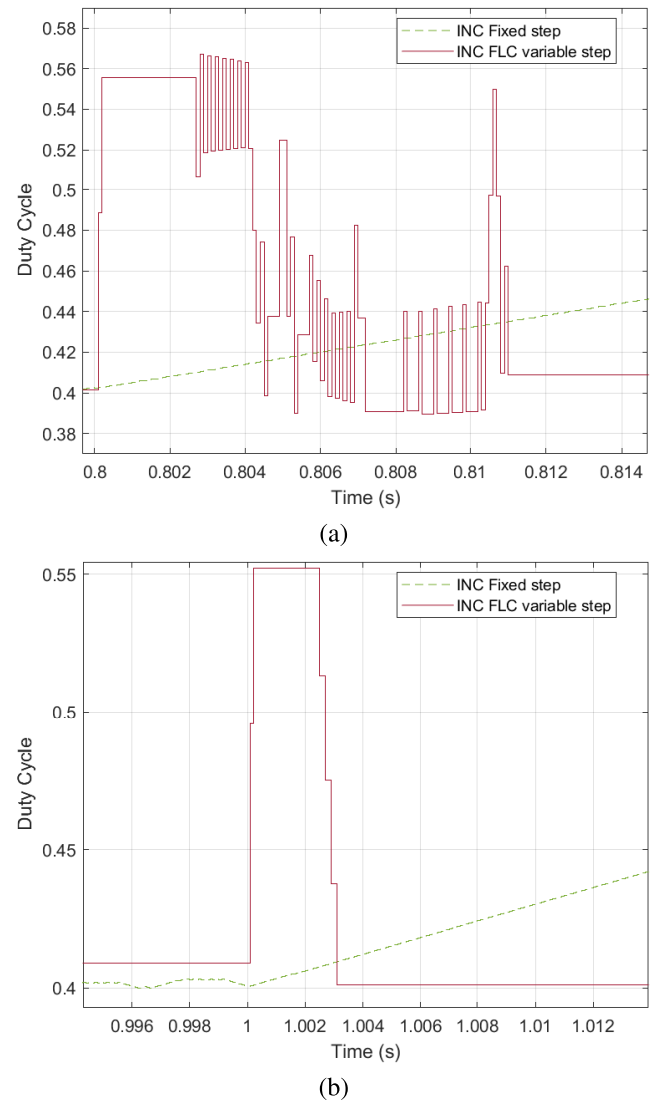 INC Fixed step
INC FLC variable step
0.58
0.56
0.54
0.52
0.5
0.48
0.46
0.44
0.42
0.4
0.38
Duty Cycle
0.8 0.802 0.804 0.806 0.808 0.81 0.812 0.814
Time (s)
(a)
INC Fixed step
INC FLC variable step
0.55
0.5
0.45
0.4
Duty Cycle
0.996 0.998 1 1.002 1.004 1.006 1.008 1.01 1.012
Time (s)
(b)